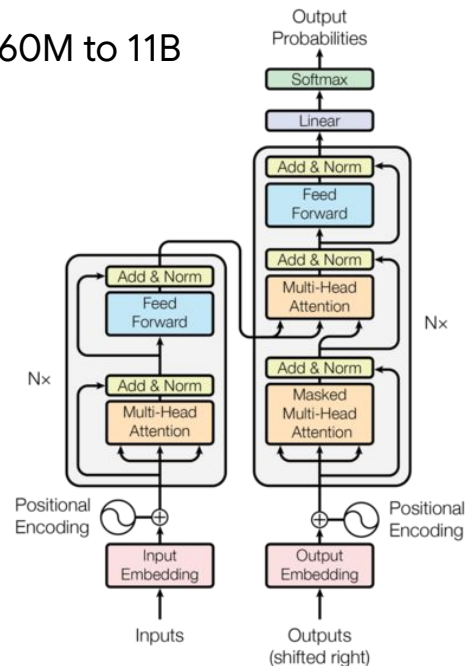 60M to 11B
Output
Probabilities
Softmax
Linear
Add & Norm
Feed
Forward
Add & Norm
Multi-Head
Attention
Nx
Add & Norm
Masked
Multi-Head
Attention
Positional
Encoding
Output
Embedding
Outputs
(shifted right)
Add & Norm
Feed
Forward
Nx
Add & Norm
Multi-Head
Attention
Positional
Encoding
Input
Embedding
Inputs